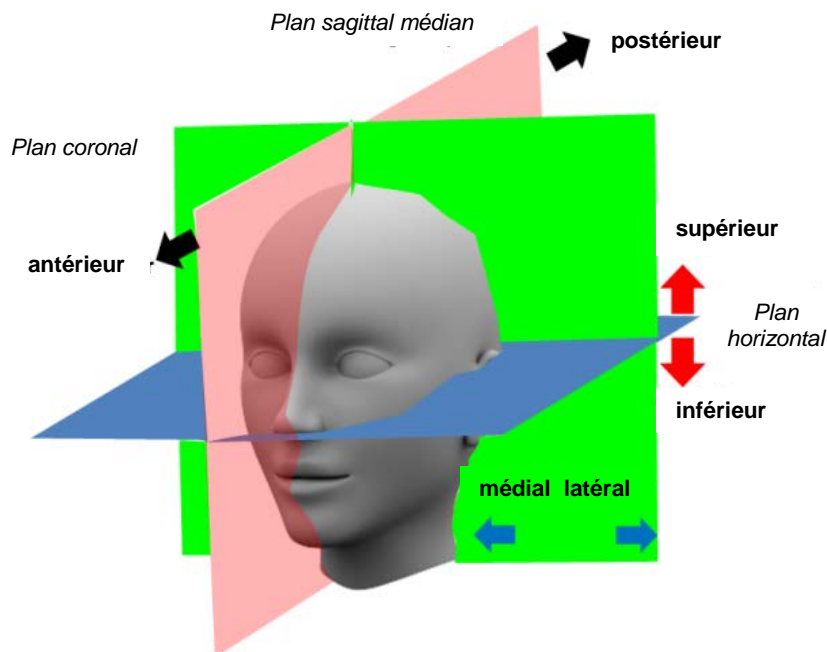 Plan sagittal médian
postérieur
Plan coronal
supérieur
antérieur
Plan
horizontal
inférieur
médial latéral